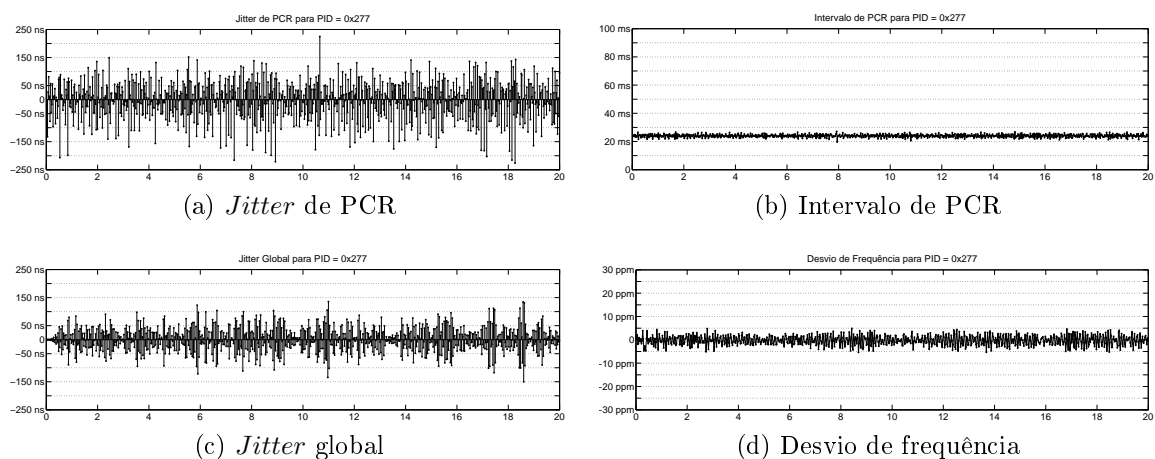 Jitter de PCR para PID = 0x277
250 ns
150 ns
50 ns
0
−50 ns
−150 ns
−250 ns
0 2 4 6 8 10 12 14 16 18 20
(a) Jitter de PCR
Intervalo de PCR para PID = 0x277
100 ms
80 ms
60 ms
40 ms
20 ms
0
0 2 4 6 8 10 12 14 16 18 20
(b) Intervalo de PCR
Jitter Global para PID = 0x277
250 ns
150 ns
50 ns
0
−50 ns
−150 ns
−250 ns
0 2 4 6 8 10 12 14 16 18 20
(c) Jitter global
Desvio de Frequência para PID = 0x277
30 ppm
20 ppm
10 ppm
0
-10 ppm
-20 ppm
-30 ppm
0 2 4 6 8 10 12 14 16 18 20
(d) Desvio de frequência